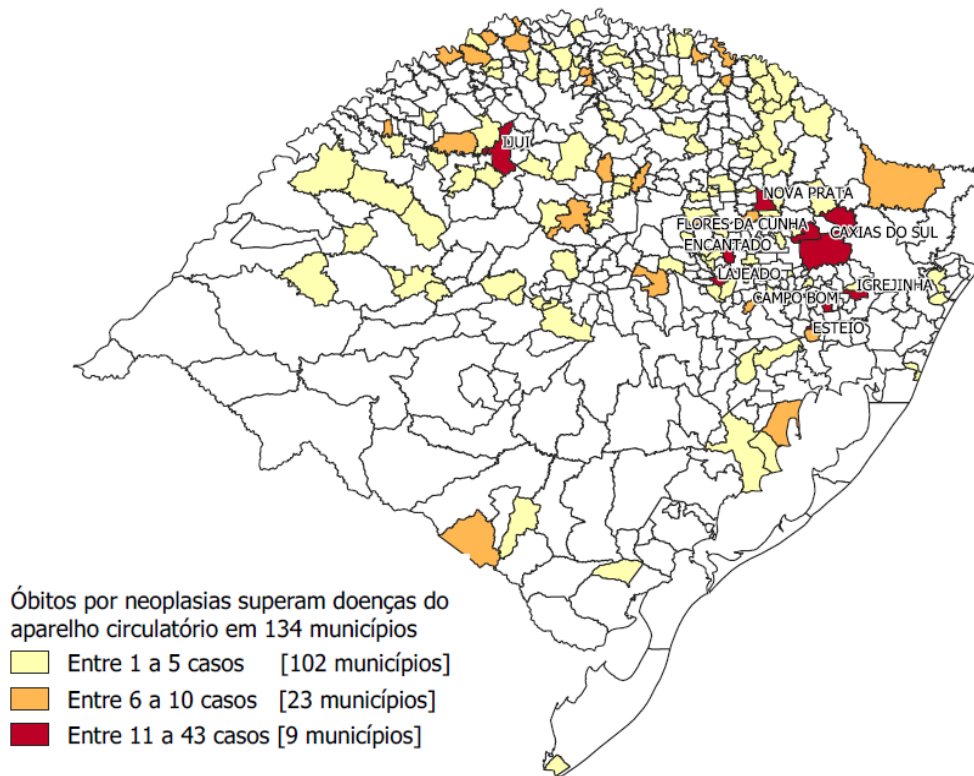 IJUI
NOVA PRATA
FLORES DA CUNHA
CAXIAS DO SUL
ENCANTADO
LAJEADO
IGREJINHA
CAMPO BOM
ESTEIO
Óbitos por neoplasias superam doenças do
aparelho circulatório em 134 municípios
Entre 1 a 5 casos [102 municípios]
Entre 6 a 10 casos [23 municípios]
Entre 11 a 43 casos [9 municípios]